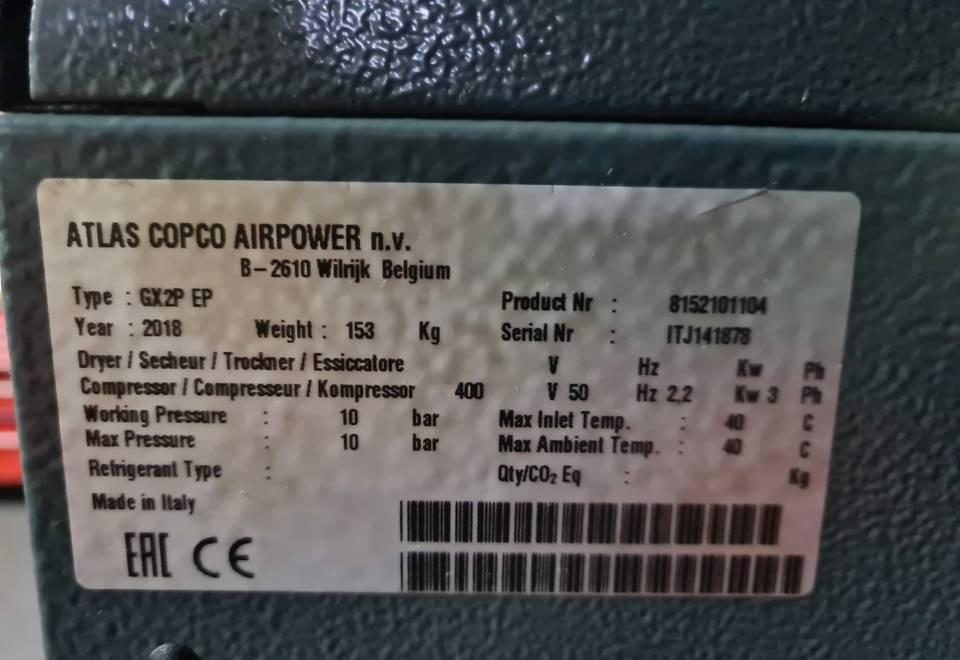 ATLAS COPCO AIRPOWER n.v.
B-2610 Wilrijk Belgium
Type : GX2P EP Product Nr : 8152101104
Year : 2018 Weight : 153 Kg Serial Nr : ITJ141878
Dryer / Secheur / Trockner / Essiccatore V Hz Kw Ph
Compressor / Compresseur / Kompressor 400 V 50 Hz 2,2 Kw 3 Ph
Working Pressure : 10 bar Max Inlet Temp. : 40 C
Max Pressure : 10 bar Max Ambient Temp. : 40 C
Refrigerant Type : Qty/CO₂ Eq : Kg
Made in Italy
EAC CE